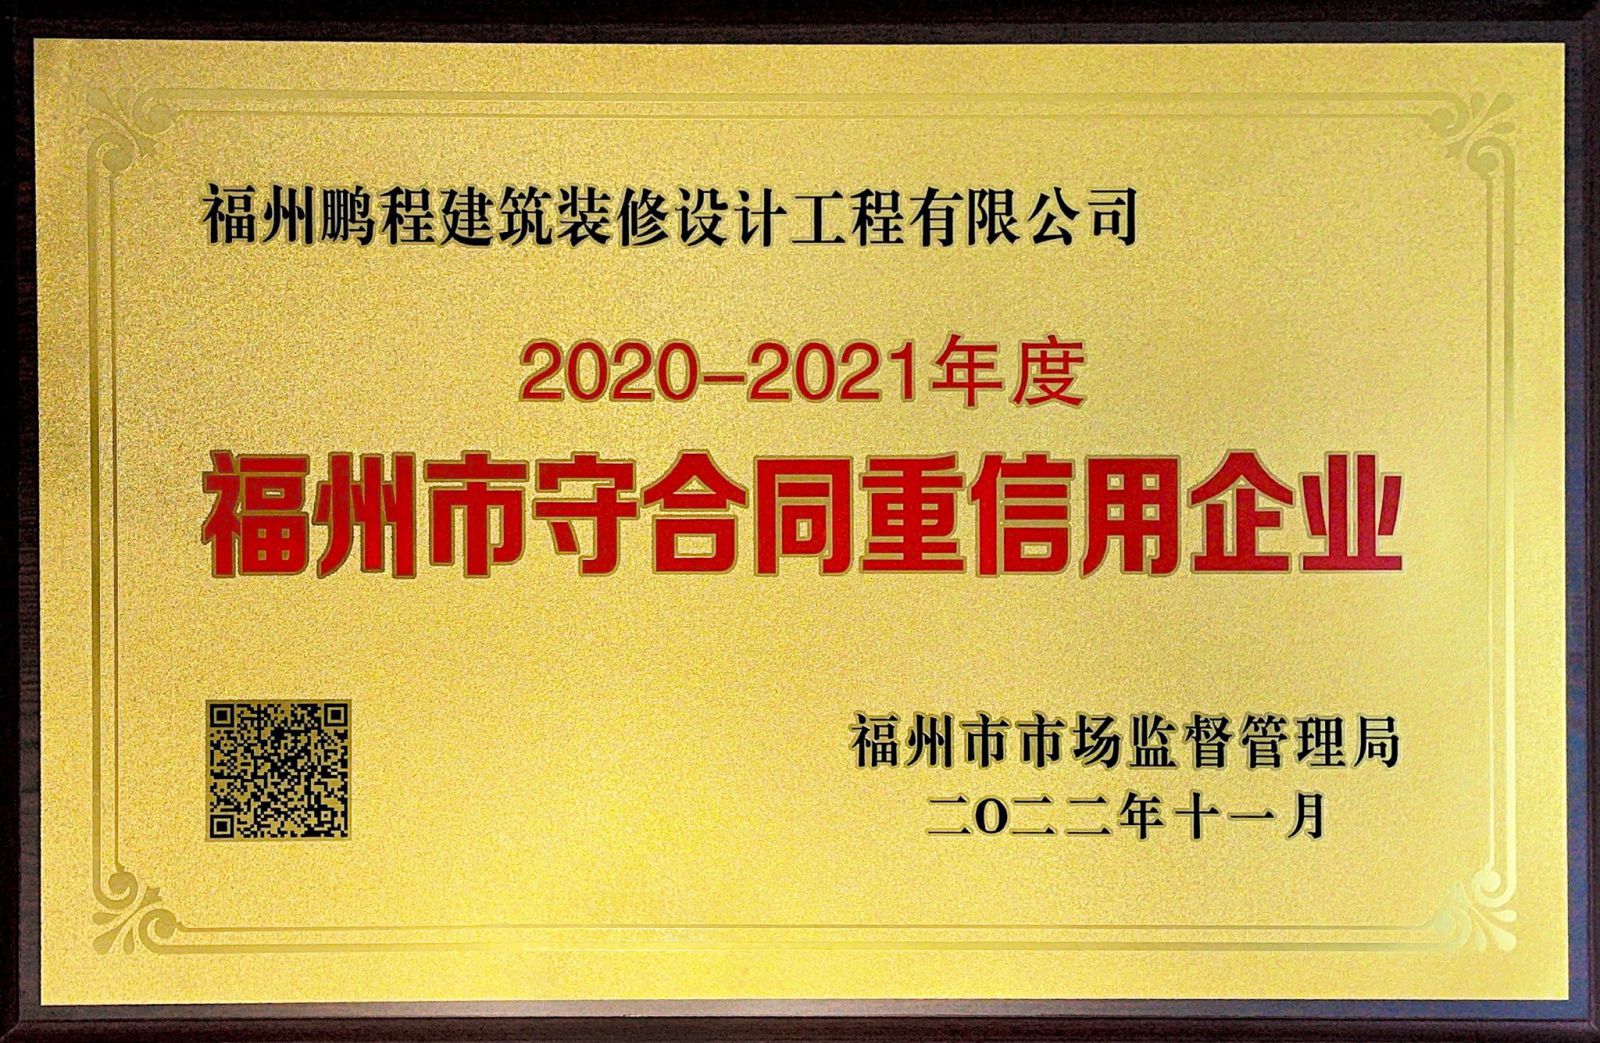 福州鹏程建筑装修设计工程有限公司
2020-2021年度
福州市守合同重信用企业
福州市市场监督管理局
二〇二二年十一月